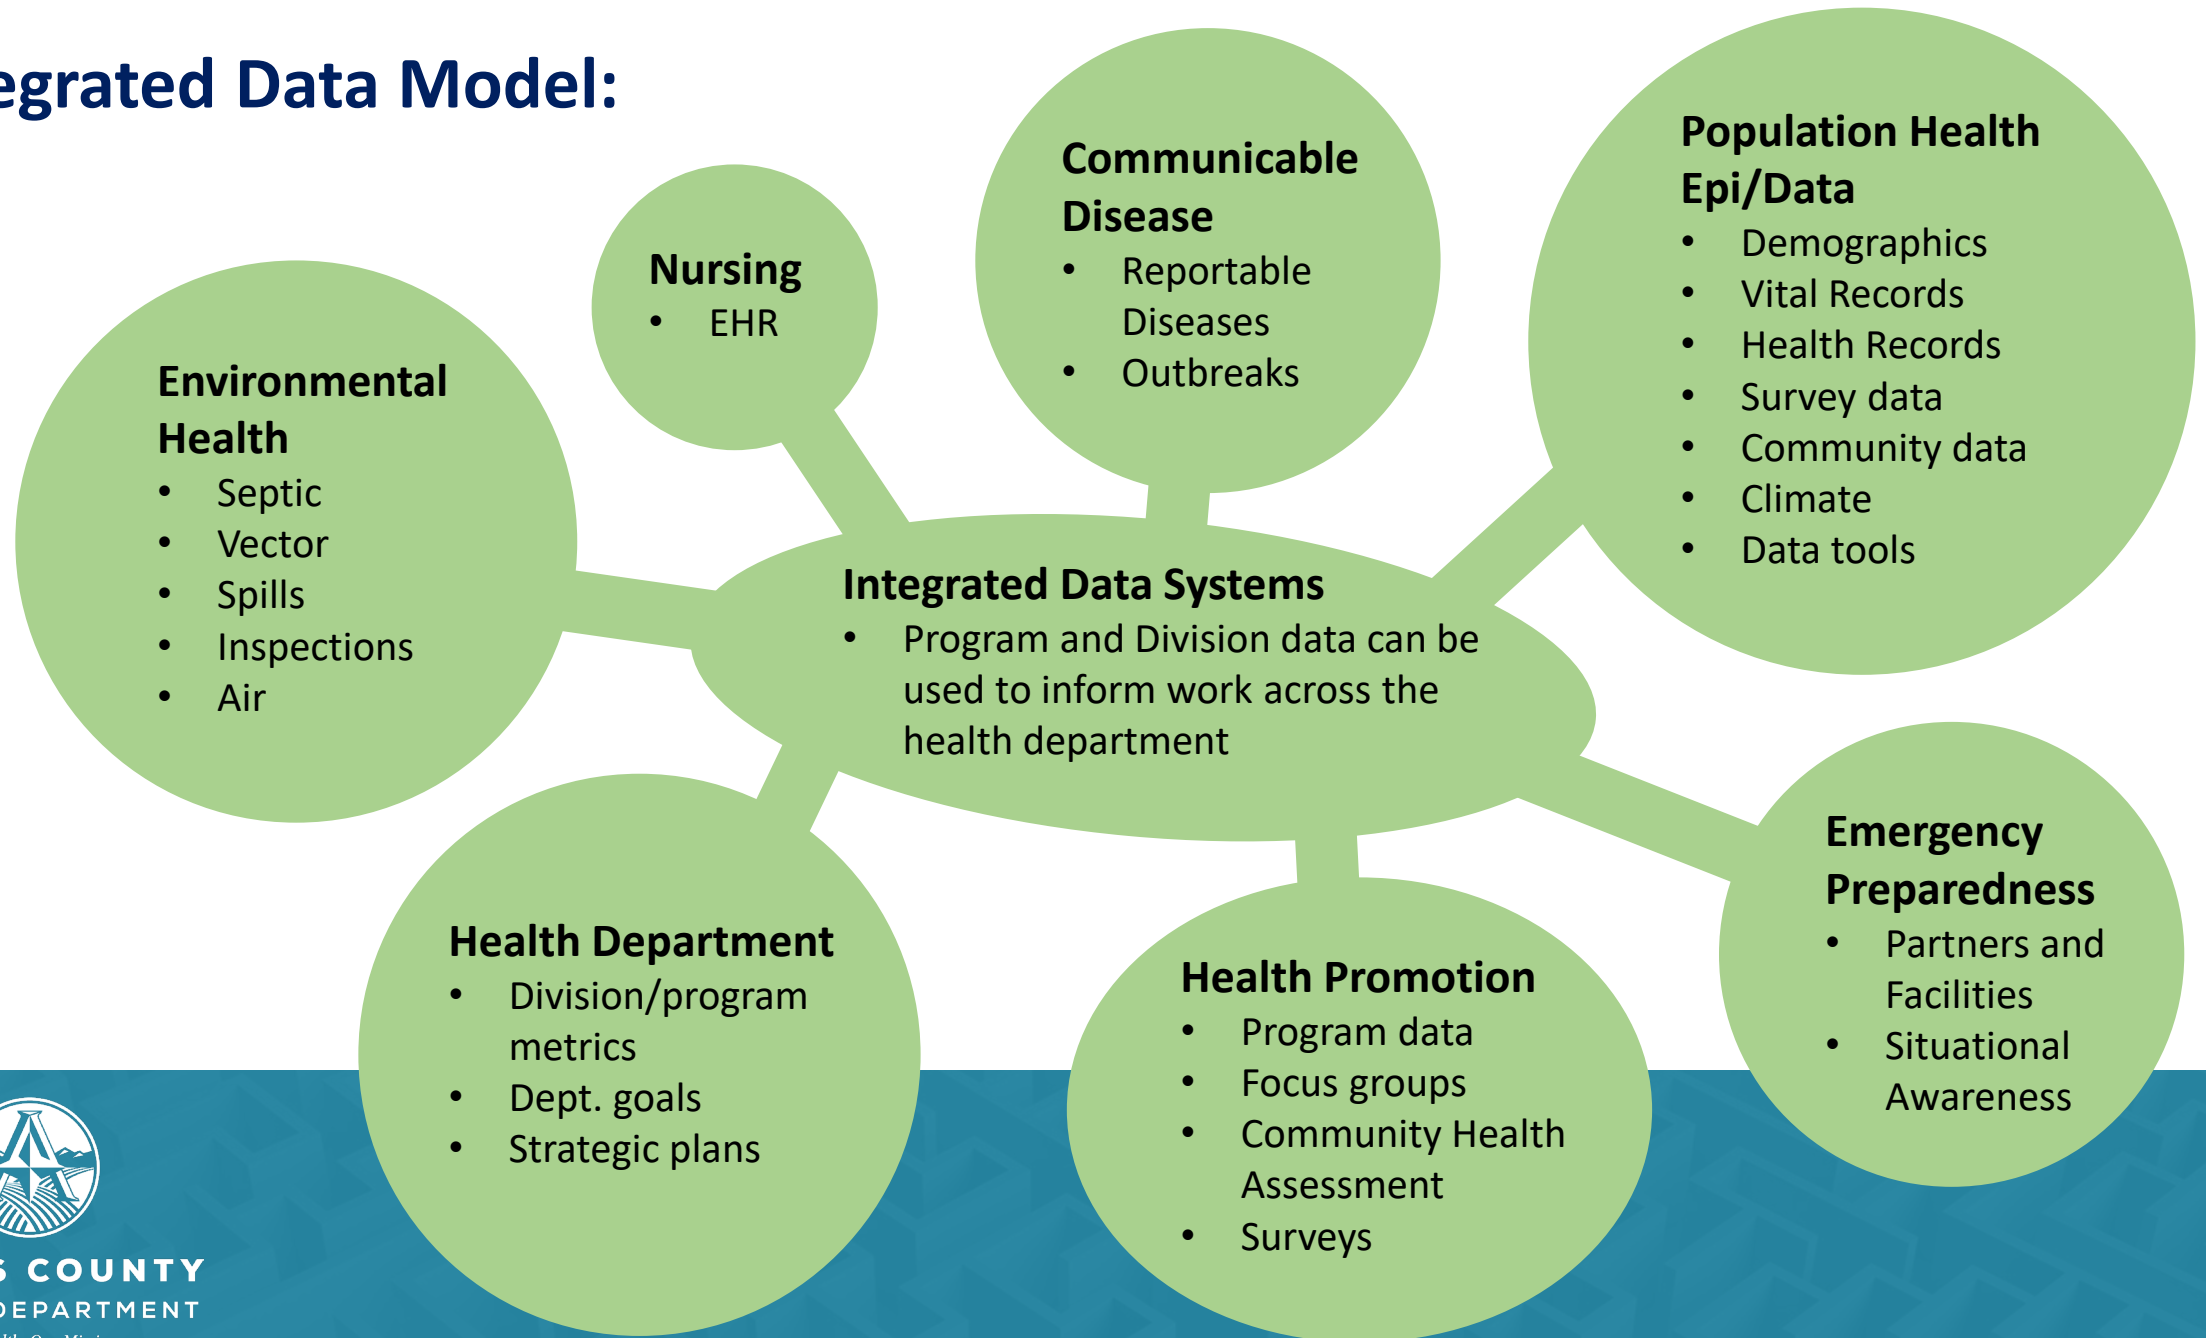 egrated Data Model:
Environmental
Health
• Septic
• Vector
• Spills
• Inspections
• Air
Nursing
• EHR
Communicable
Disease
• Reportable
Diseases
• Outbreaks
Population Health
Epi/Data
• Demographics
• Vital Records
• Health Records
• Survey data
• Community data
• Climate
• Data tools
Integrated Data Systems
• Program and Division data can be
used to inform work across the
health department
Health Department
• Division/program
metrics
• Dept. goals
• Strategic plans
Health Promotion
• Program data
• Focus groups
• Community Health
Assessment
• Surveys
Emergency
Preparedness
• Partners and
Facilities
• Situational
Awareness
S COUNTY
DEPARTMENT